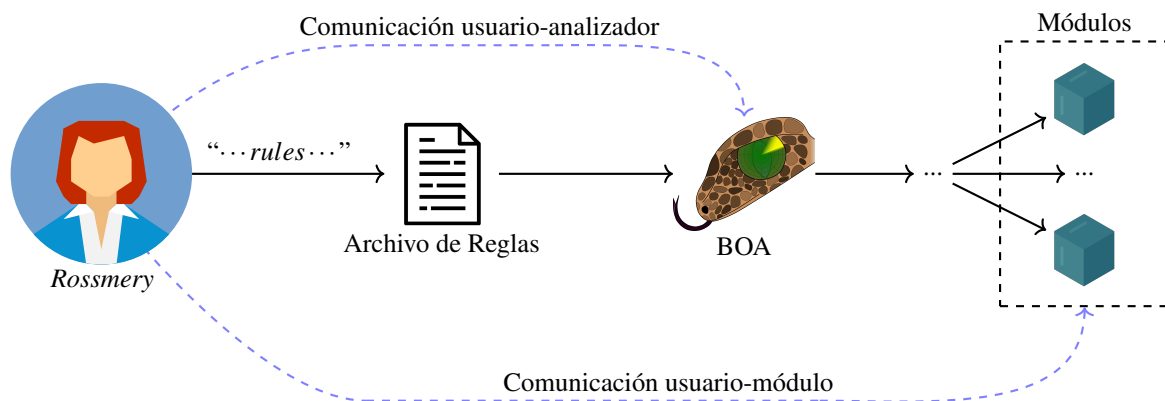 Comunicación usuario-analizador
Módulos
“··· rules ···”
...
...
Archivo de Reglas
BOA
Rossmery
Comunicación usuario-módulo